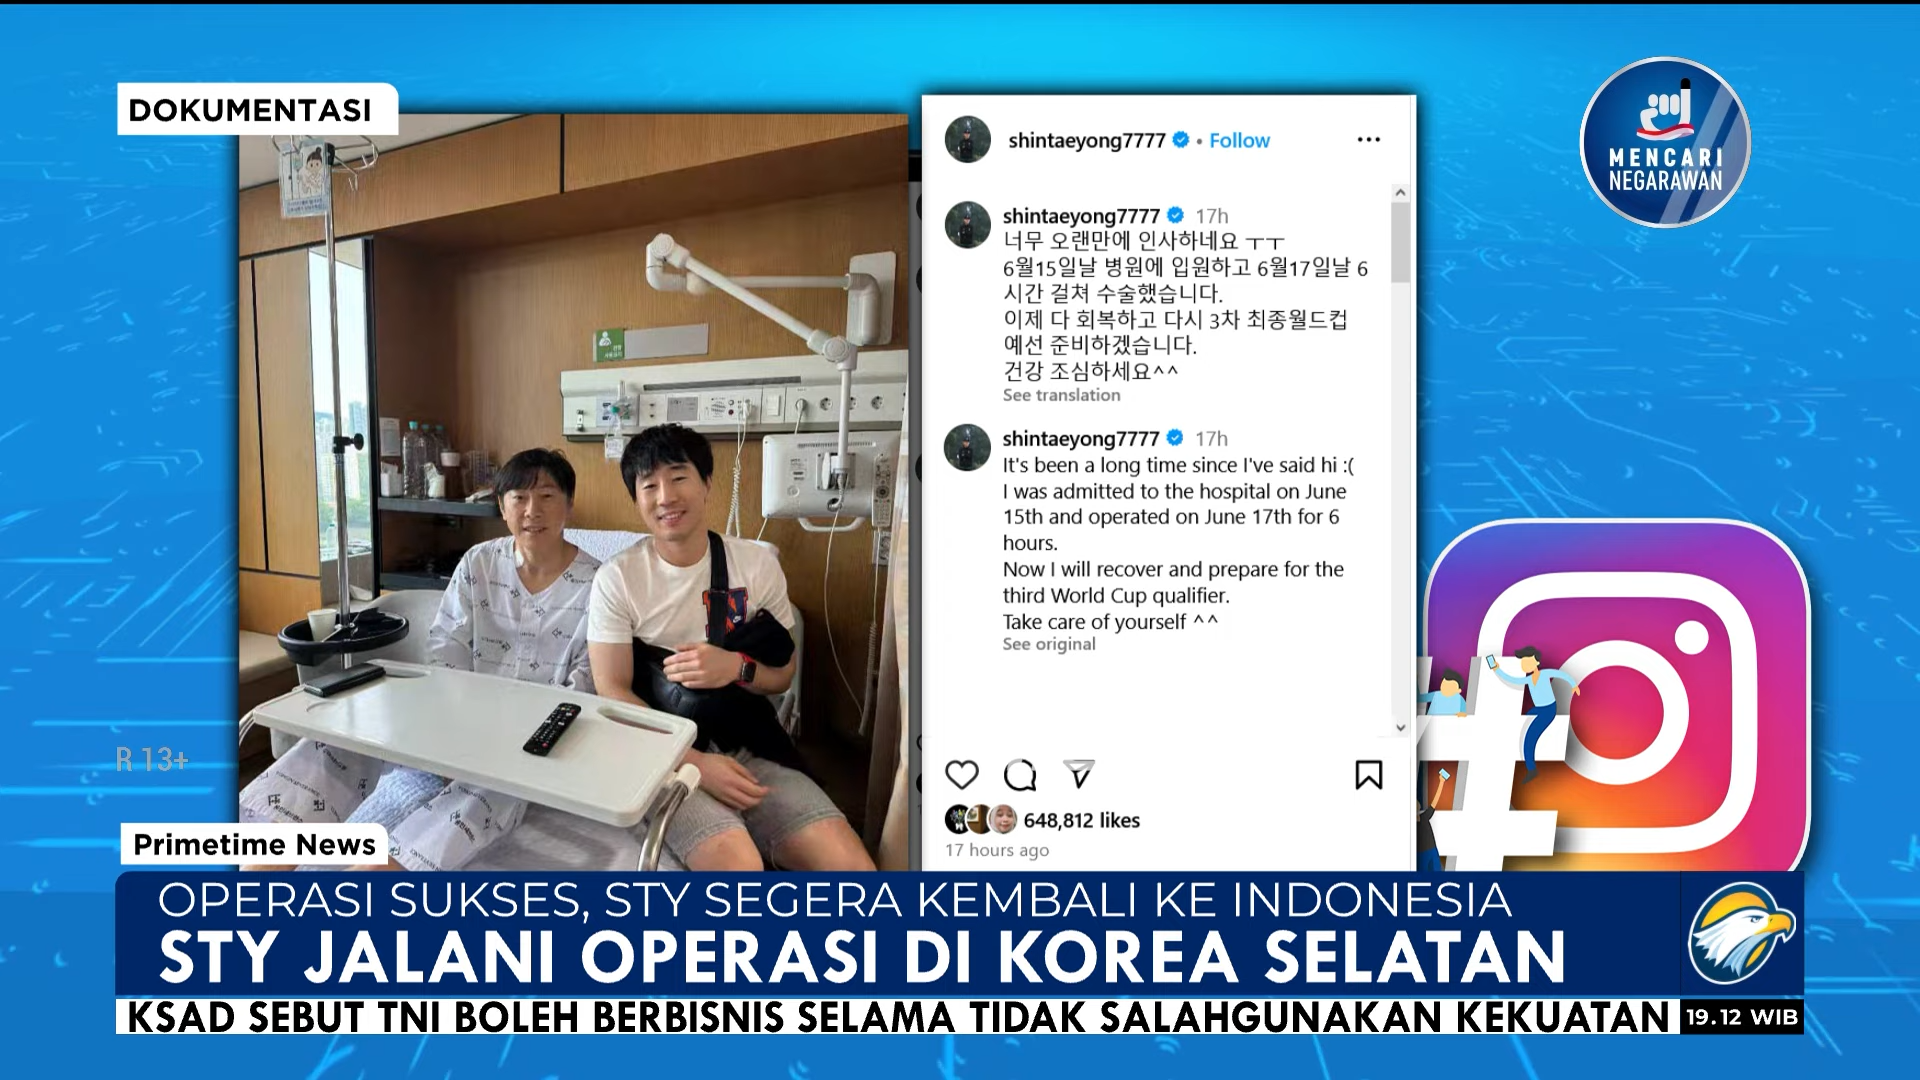 DOKUMENTASI
MENCARI
NEGARAWAN
shintaeyong7777 • Follow
shintaeyong7777 17h
너무 오랜만에 인사하네요 ㅜㅜ
6월15일날 병원에 입원하고 6월17일날 6
시간 걸쳐 수술했습니다.
이제 다 회복하고 다시 3차 최종월드컵
예선 준비하겠습니다.
건강 조심하세요^^
See translation
shintaeyong7777 17h
It's been a long time since I've said hi :(
I was admitted to the hospital on June
15th and operated on June 17th for 6
hours.
Now I will recover and prepare for the
third World Cup qualifier.
Take care of yourself ^^
See original
648,812 likes
17 hours ago
R 13+
Primetime News
OPERASI SUKSES, STY SEGERA KEMBALI KE INDONESIA
STY JALANI OPERASI DI KOREA SELATAN
KSAD SEBUT TNI BOLEH BERBISNIS SELAMA TIDAK SALAHGUNAKAN KEKUATAN
19.12 WIB